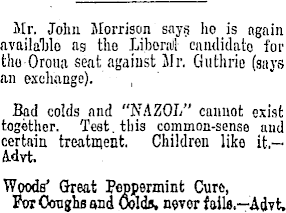 Mr. John Morrison says he is again
available as the Liberal candidate for
the Oroua seat against Mr. Guthrie (says
an exchange).
Bad colds and "NAZOL" cannot exist
together. Test this common-sense and
certain treatment. Children like it.—
Advt.
Woods' Great Peppermint Cure,
For Coughs and Colds, never fails.—Advt.